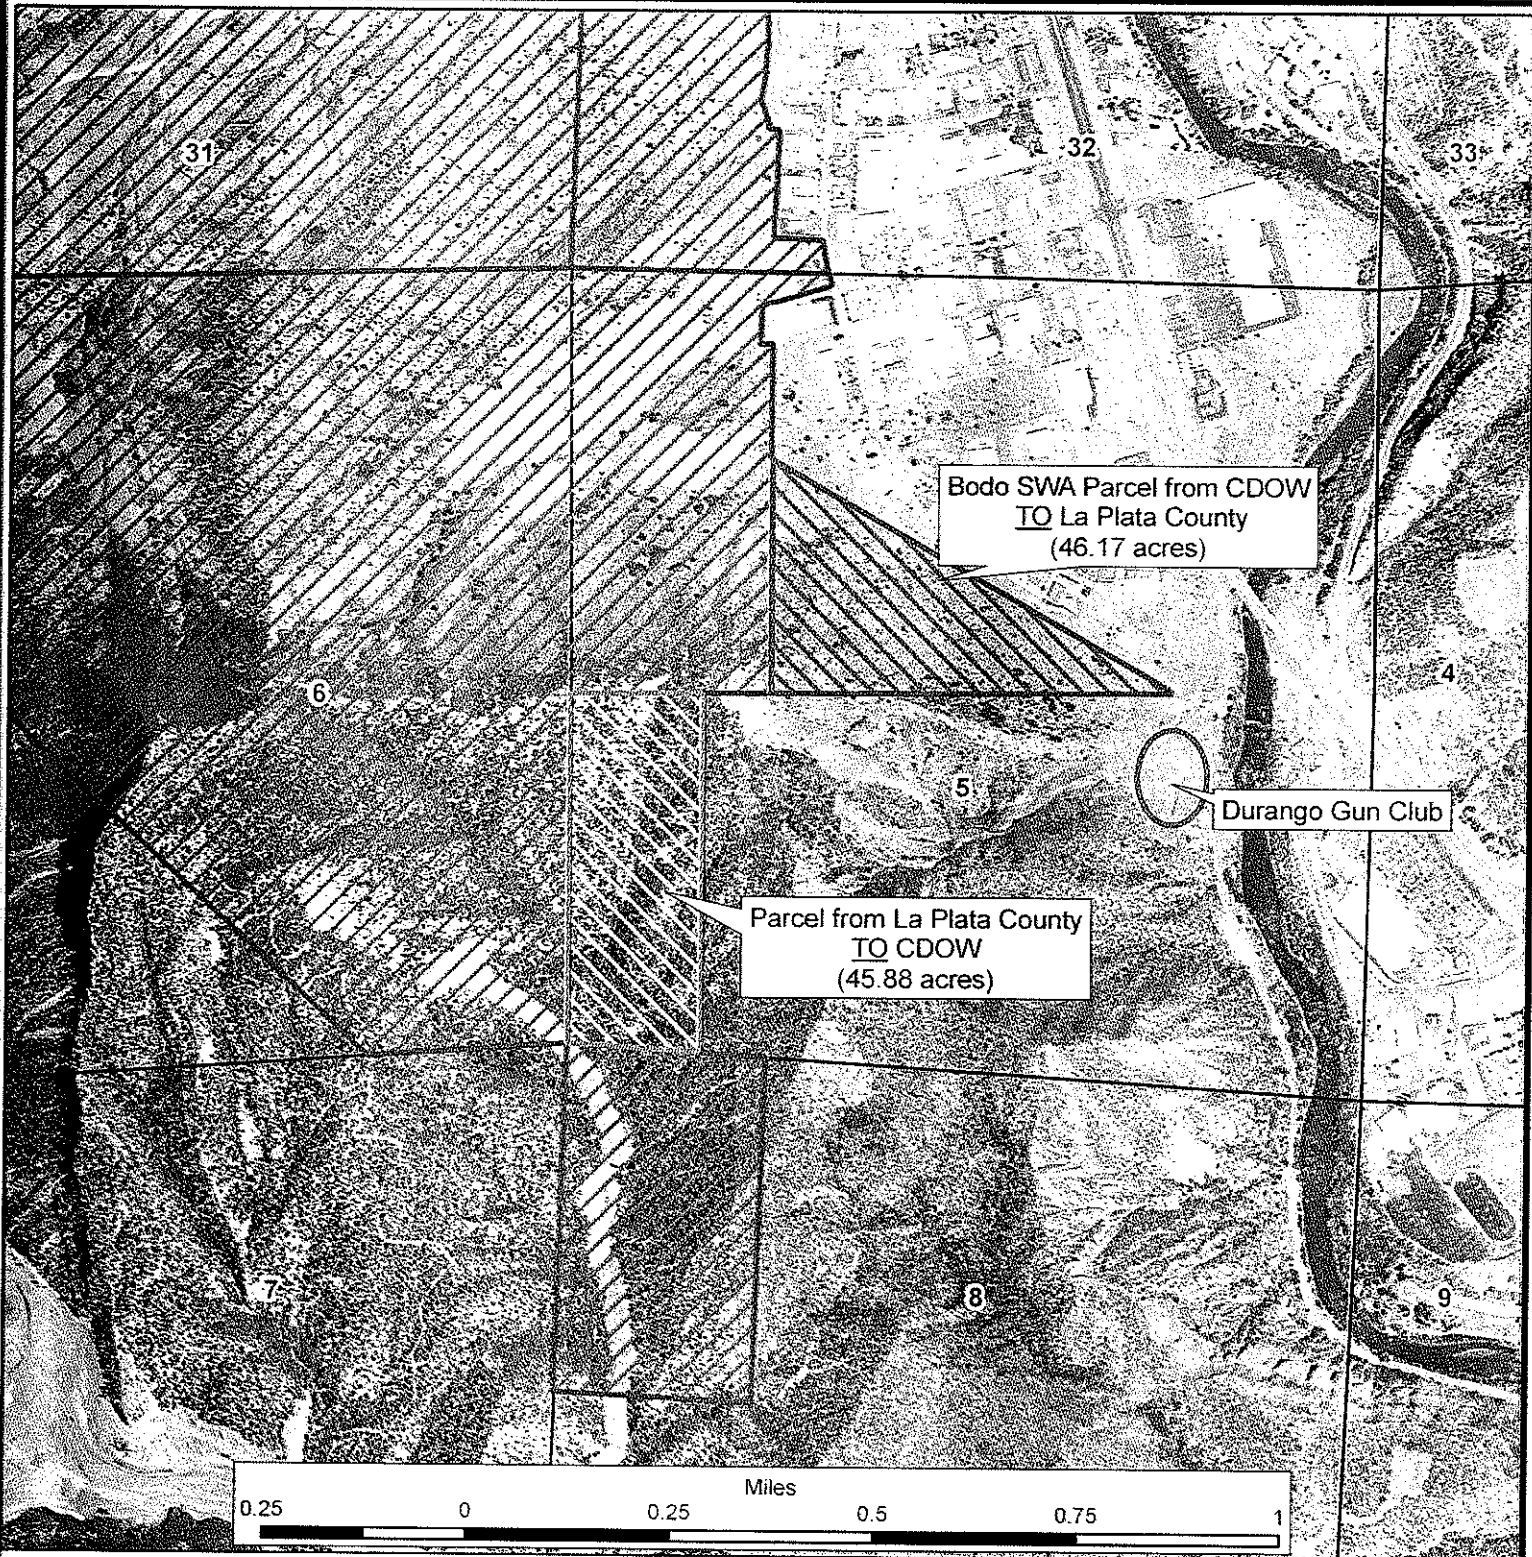 31
32
33
Bodo SWA Parcel from CDOW
TO La Plata County
(46.17 acres)
6
4
5
Durango Gun Club
Parcel from La Plata County
TO CDOW
(45.88 acres)
7
8
9
Miles
0.25 0 0.25 0.5 0.75 1